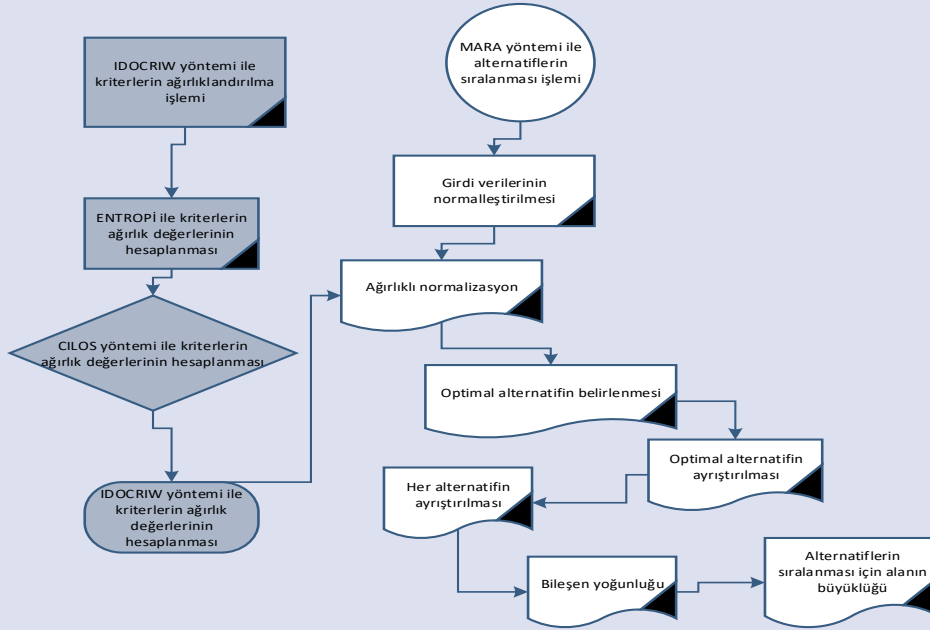 IDOCRIW yöntemi ile
kriterlerin ağırlıklandırılma
işlemi
ENTROPİ ile kriterlerin
ağırlık değerlerinin
hesaplanması
CILOS yöntemi ile kriterlerin
ağırlık değerlerinin hesaplanması
IDOCRIW yöntemi ile
kriterlerin ağırlık
değerlerinin
hesaplanması
MARA yöntemi ile
alternatiflerin
sıralanması işlemi
Girdi verilerinin
normalleştirilmesi
Ağırlıklı normalizasyon
Optimal alternatifin belirlenmesi
Optimal alternatifin
ayrıştırılması
Her alternatifin
ayrıştırılması
Bileşen yoğunluğu
Alternatiflerin
sıralanması için alanın
büyüklüğü